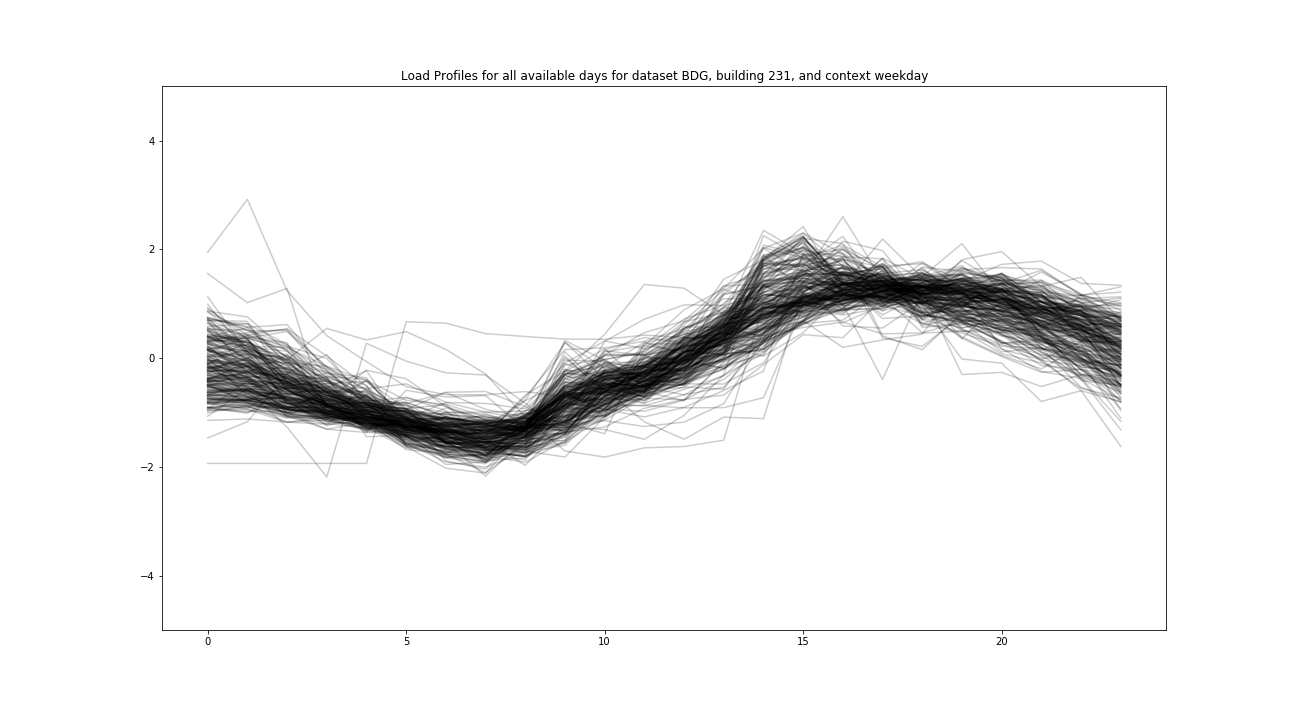 Load Profiles for all available days for dataset BDG, building 231, and context weekday
4
2
0
−2
−4
0 5 10 15 20